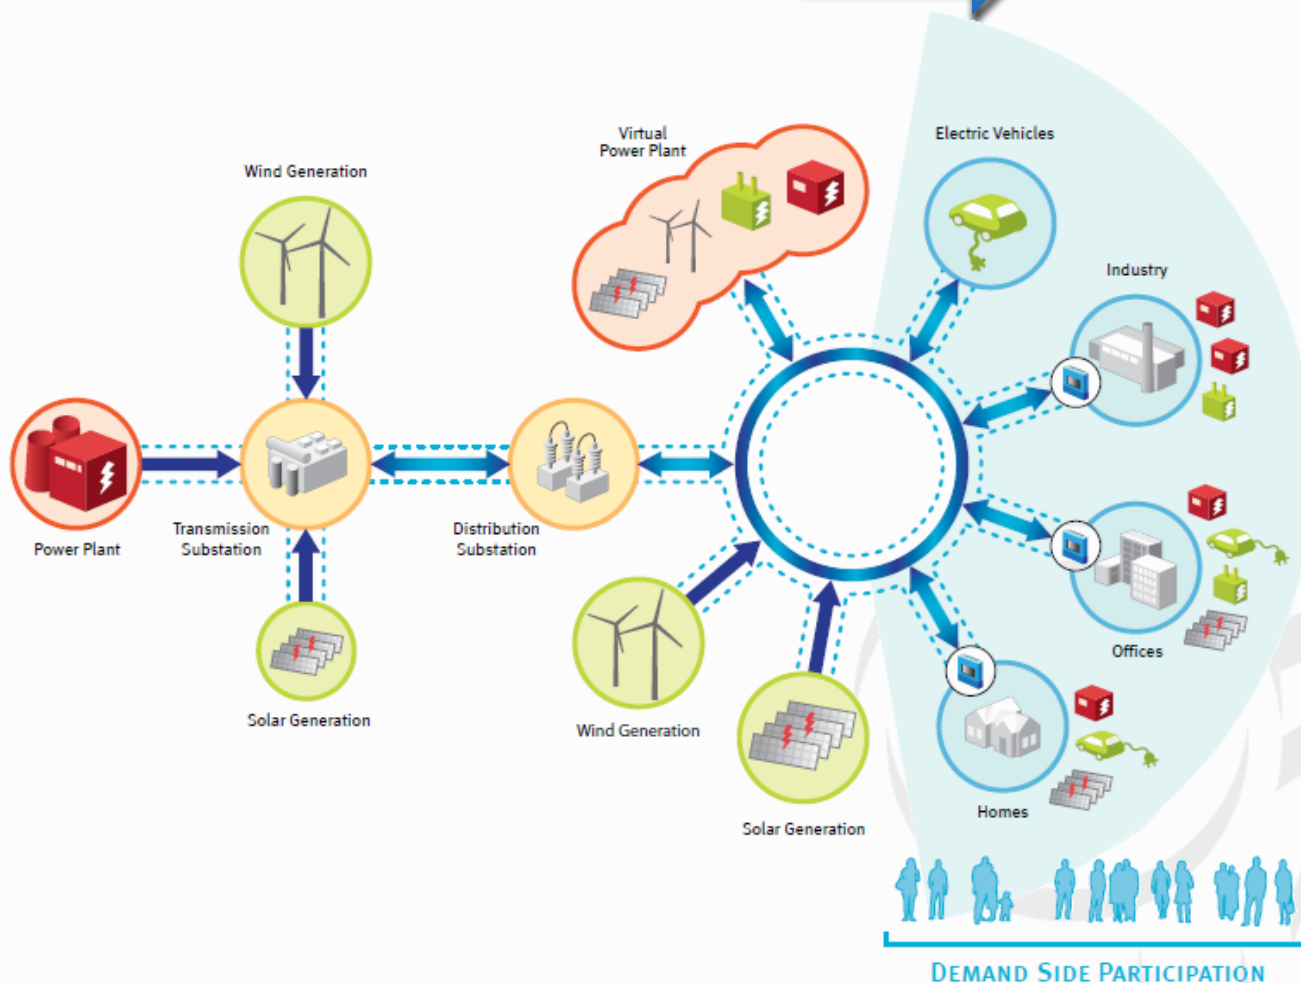 Virtual
Power Plant
Electric Vehicles
Wind Generation
Industry
Power Plant
Transmission
Substation
Distribution
Substation
Offices
Solar Generation
Wind Generation
Homes
Solar Generation
DEMAND SIDE PARTICIPATION